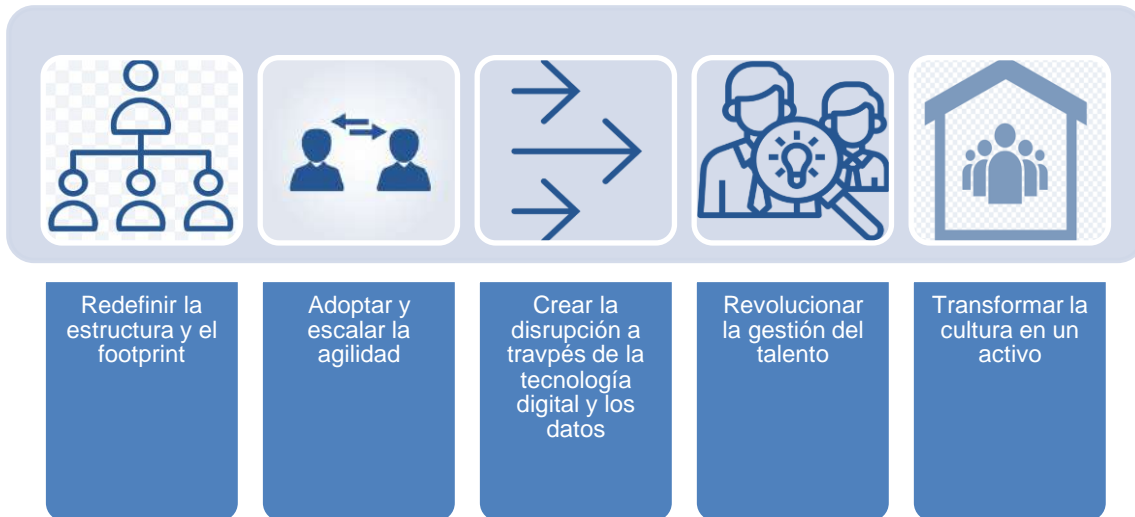 Redefinir la
estructura y el
footprint
Adoptar y
escalar la
agilidad
Crear la
disrupción a
travpés de la
tecnología
digital y los
datos
Revolucionar
la gestión del
talento
Transformar la
cultura en un
activo